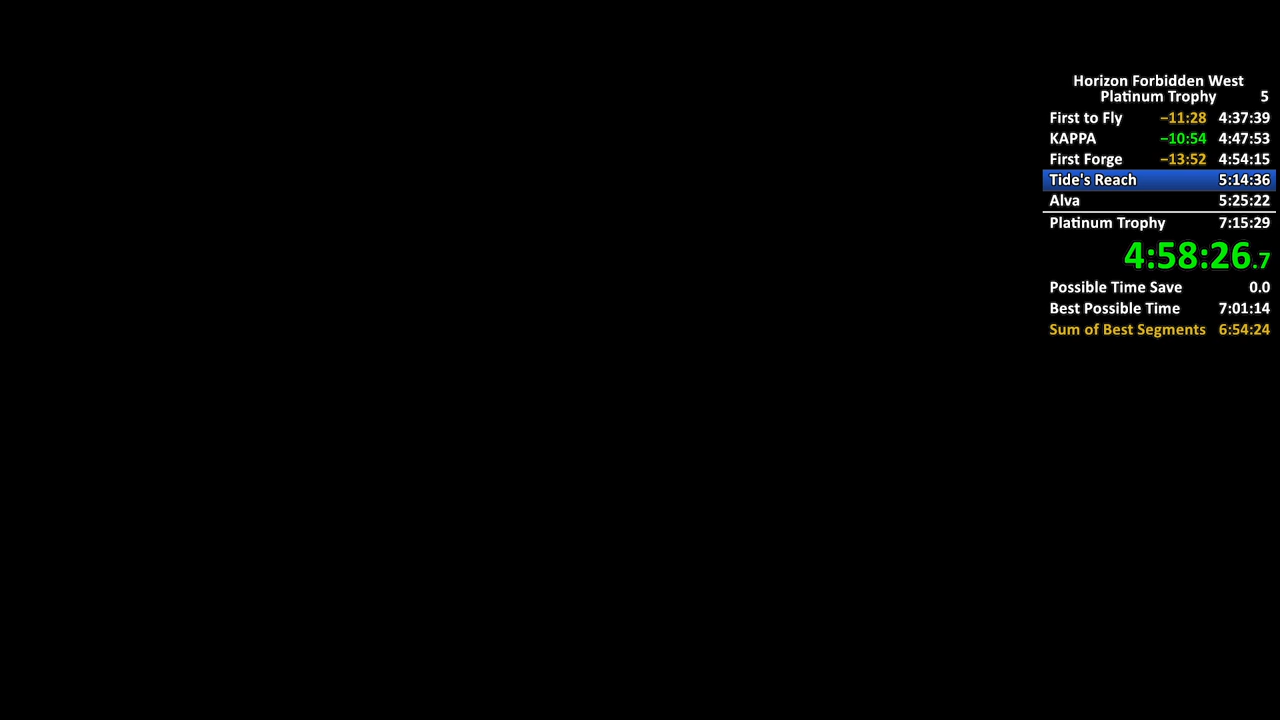 Horizon Forbidden West
Platinum Trophy 5
First to Fly −11:28 4:37:39
KAPPA −10:54 4:47:53
First Forge −13:52 4:54:15
Tide's Reach 5:14:36
Alva 5:25:22
Platinum Trophy 7:15:29
4:58:26.7
Possible Time Save 0.0
Best Possible Time 7:01:14
Sum of Best Segments 6:54:24